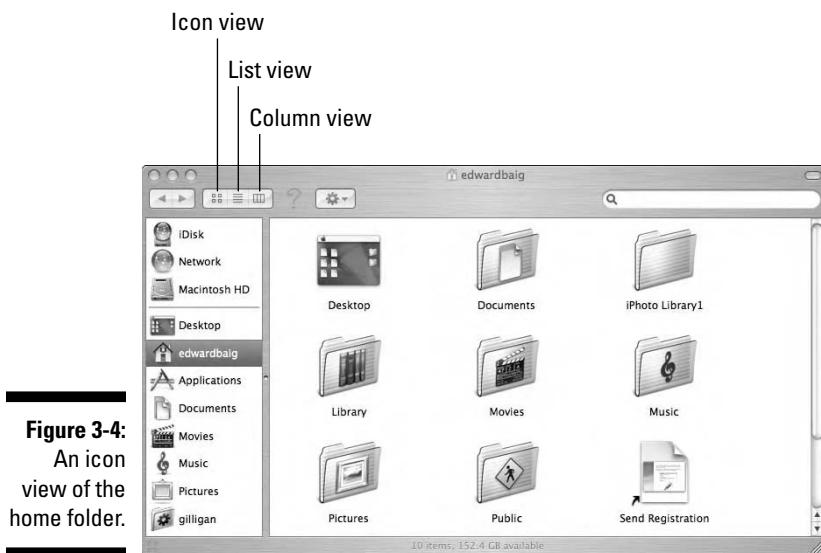 Icon view
List view
Column view
edwardbaig
iDisk
Network
Macintosh HD
Desktop
edwardbaig
Applications
Documents
Movies
Music
Pictures
gilligan
Desktop
Documents
iPhoto Library1
Library
Movies
Music
Pictures
Public
Send Registration
10 items, 152.4 GB available
Figure 3-4:
An icon
view of the
home folder.